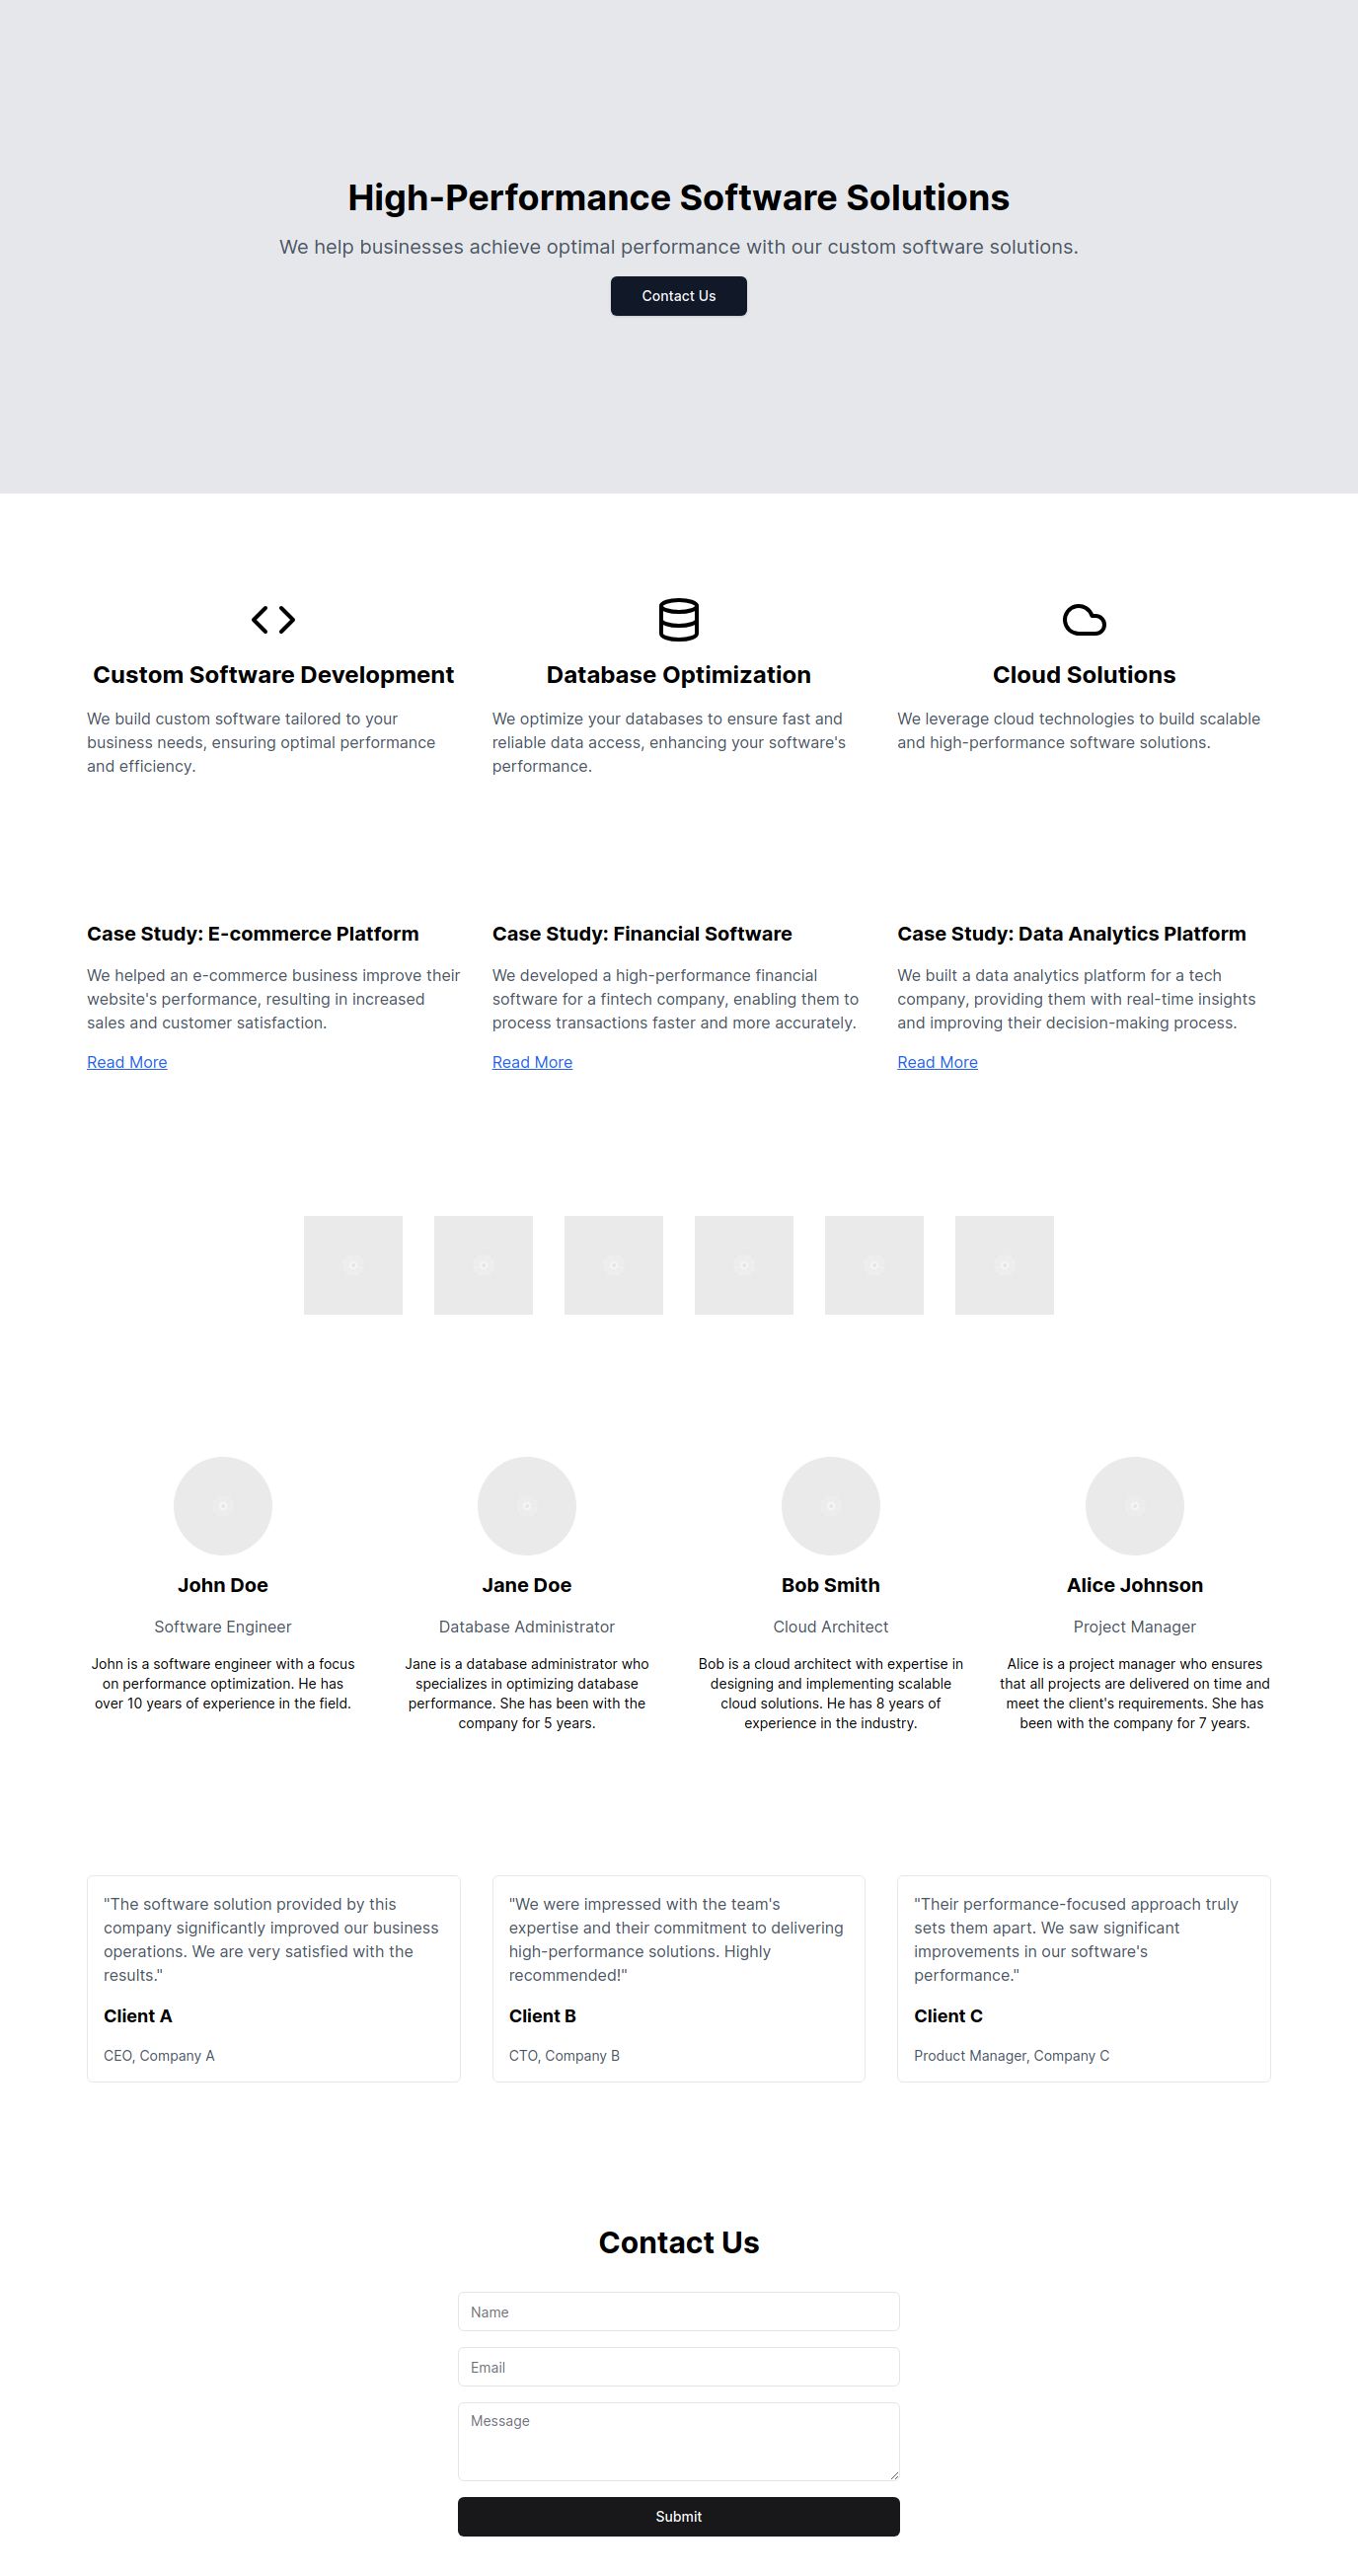 High-Performance Software Solutions
We help businesses achieve optimal performance with our custom software solutions.
Contact Us
Custom Software Development
We build custom software tailored to your
business needs, ensuring optimal performance
and efficiency.
Database Optimization
We optimize your databases to ensure fast and
reliable data access, enhancing your software's
performance.
Cloud Solutions
We leverage cloud technologies to build scalable
and high-performance software solutions.
Case Study: E-commerce Platform
We helped an e-commerce business improve their
website's performance, resulting in increased
sales and customer satisfaction.
Read More
Case Study: Financial Software
We developed a high-performance financial
software for a fintech company, enabling them to
process transactions faster and more accurately.
Read More
Case Study: Data Analytics Platform
We built a data analytics platform for a tech
company, providing them with real-time insights
and improving their decision-making process.
Read More
John Doe
Software Engineer
John is a software engineer with a focus
on performance optimization. He has
over 10 years of experience in the field.
Jane Doe
Database Administrator
Jane is a database administrator who
specializes in optimizing database
performance. She has been with the
company for 5 years.
Bob Smith
Cloud Architect
Bob is a cloud architect with expertise in
designing and implementing scalable
cloud solutions. He has 8 years of
experience in the industry.
Alice Johnson
Project Manager
Alice is a project manager who ensures
that all projects are delivered on time and
meet the client's requirements. She has
been with the company for 7 years.
"The software solution provided by this
company significantly improved our business
operations. We are very satisfied with the
results."
Client A
CEO, Company A
"We were impressed with the team's
expertise and their commitment to delivering
high-performance solutions. Highly
recommended!"
Client B
CTO, Company B
"Their performance-focused approach truly
sets them apart. We saw significant
improvements in our software's
performance."
Client C
Product Manager, Company C
Contact Us
Name
Email
Message
Submit